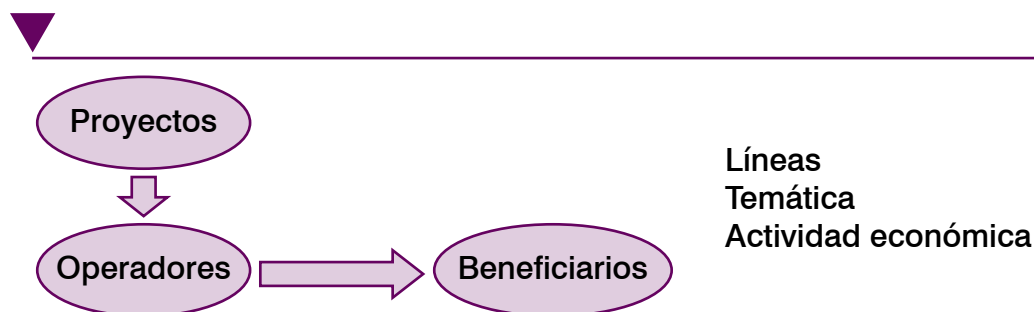 Proyectos
Líneas
Temática
Actividad económica
Operadores
Beneficiarios